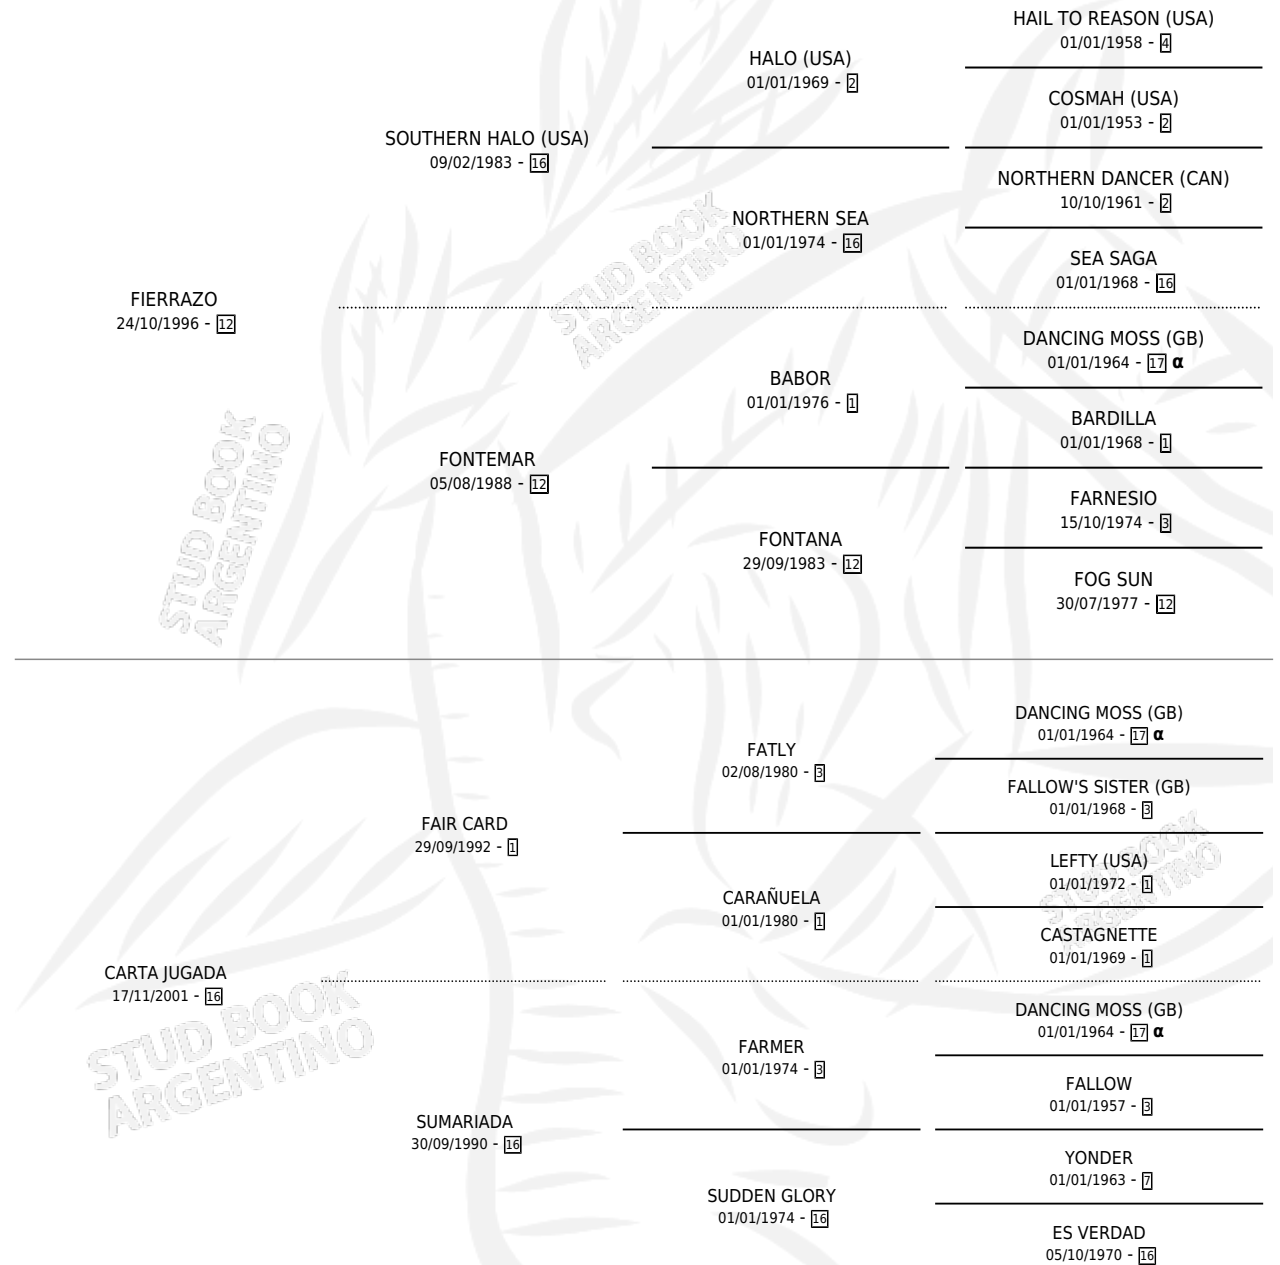 HAIL TO REASON (USA)
01/01/1958 - 4
HALO (USA)
01/01/1969 - 2
COSMAH (USA)
01/01/1953 - 2
SOUTHERN HALO (USA)
09/02/1983 - 16
NORTHERN DANCER (CAN)
10/10/1961 - 2
NORTHERN SEA
01/01/1974 - 16
SEA SAGA
01/01/1968 - 16
FIERRAZO
24/10/1996 - 12
DANCING MOSS (GB)
01/01/1964 - 17 α
BABOR
01/01/1976 - 1
BARDILLA
01/01/1968 - 1
FONTEMAR
05/08/1988 - 12
FARNESIO
15/10/1974 - 3
FONTANA
29/09/1983 - 12
FOG SUN
30/07/1977 - 12
DANCING MOSS (GB)
01/01/1964 - 17 α
FATLY
02/08/1980 - 3
FALLOW'S SISTER (GB)
01/01/1968 - 3
FAIR CARD
29/09/1992 - 1
LEFTY (USA)
01/01/1972 - 1
CARAÑUELA
01/01/1980 - 1
CASTAGNETTE
01/01/1969 - 1
CARTA JUGADA
17/11/2001 - 16
DANCING MOSS (GB)
01/01/1964 - 17 α
FARMER
01/01/1974 - 3
FALLOW
01/01/1957 - 3
SUMARIADA
30/09/1990 - 16
YONDER
01/01/1963 - 7
SUDDEN GLORY
01/01/1974 - 16
ES VERDAD
05/10/1970 - 16
STUD BOOK
ARGENTINO
STUD BOOK
ARGENTINO
STUD BOOK
ARGENTINO
STUD BOOK
ARGENTINO